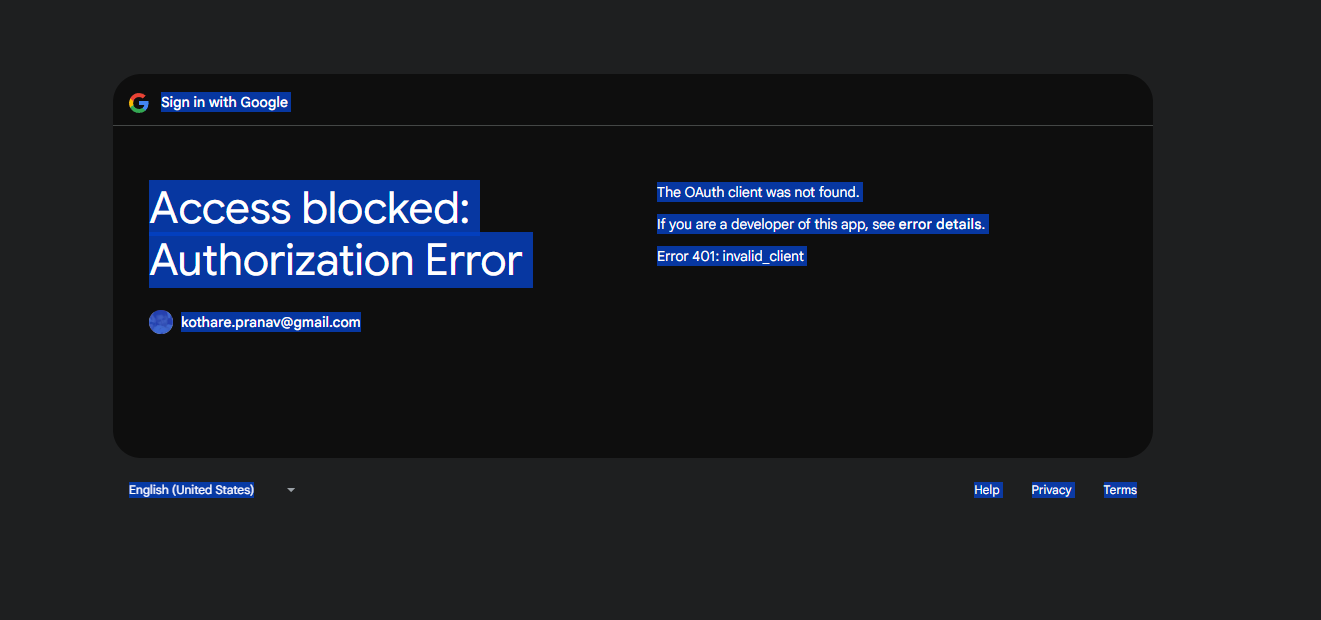 Sign in with Google
Access blocked:
Authorization Error
kothare.pranav@gmail.com
The OAuth client was not found.
If you are a developer of this app, see error details.
Error 401: invalid_client
English (United States)
Help Privacy Terms